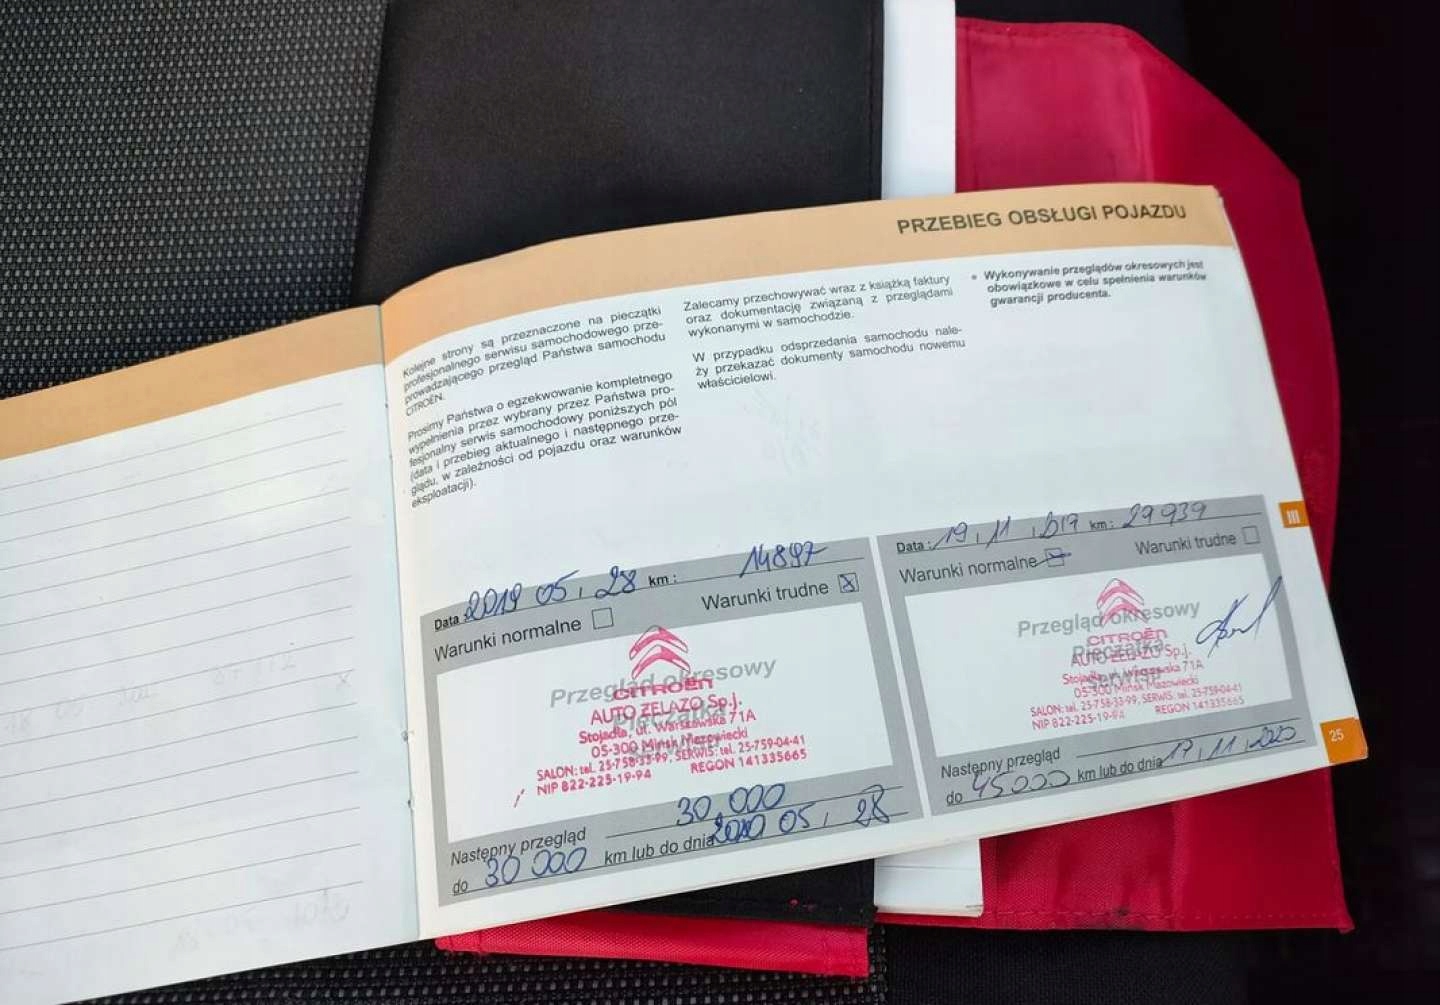 PRZEBIEG OBSŁUGI POJAZDU
Kolejne strony są przeznaczone na pieczątki
profesjonalnego serwisu samochodowego prze-
prowadzającego przegląd Państwa samochodu
CITROËN.
Prosimy Państwa o egzekwowanie kompletnego
wypełnienia przez wybrany przez Państwa pro-
fesjonalny serwis samochodowy poniższych pól
(data i przebieg aktualnego i następnego prze-
glądu, w zależności od pojazdu oraz warunków
eksploatacji).
Zalecamy przechowywać wraz z książką faktury
oraz dokumentację związaną z przeglądami
wykonanymi w samochodzie.
W przypadku odsprzedania samochodu nale-
ży przekazać dokumenty samochodu nowemu
właścicielowi.
• Wykonywanie przeglądów okresowych jest
obowiązkowe w celu spełnienia warunków
gwarancji producenta.
Data: 2019 05, 28 km: 14897
Warunki normalne Warunki trudne X
Przegląd okresowy
Pieczątka
CITROËN
AUTO ŻELAZO Sp.j.
Stojadła, ul. Warszawska 71A
05-300 Mińsk Mazowiecki
SALON: tel. 25-758-33-99, SERWIS: tel. 25-759-04-41
NIP 822-225-19-94 REGON 141335665
Następny przegląd 30,000
do 30 000 km lub do dnia 2020 05, 28
Data: 19, 11, km: 29939
Warunki normalne Warunki trudne
Przegląd okresowy
Pieczątka
serwisu
CITROËN
AUTO ŻELAZO Sp.j.
Stojadła, ul. Warszawska 71A
05-300 Mińsk Mazowiecki
SALON: tel. 25-758-33-99, SERWIS: tel. 25-759-04-41
NIP 822-225-19-94 REGON 141335665
Następny przegląd
do 45000 km lub do dnia 17, 11, 2020
III
25